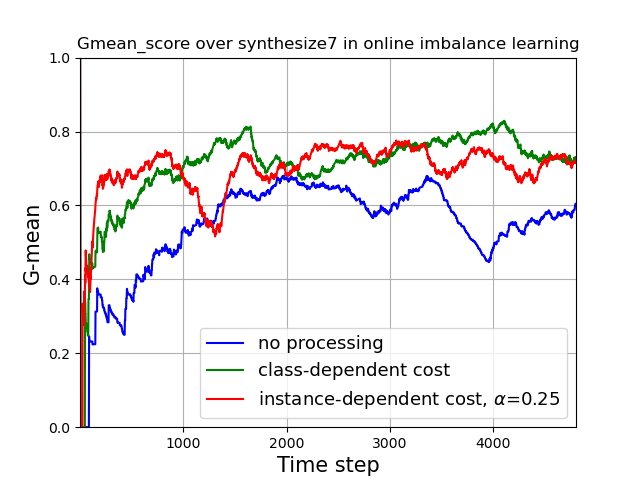 Gmean_score over synthesize7 in online imbalance learning
1.0
0.8
0.6
0.4
0.2
0.0
G-mean
no processing
class-dependent cost
instance-dependent cost, α=0.25
1000
2000
3000
4000
Time step